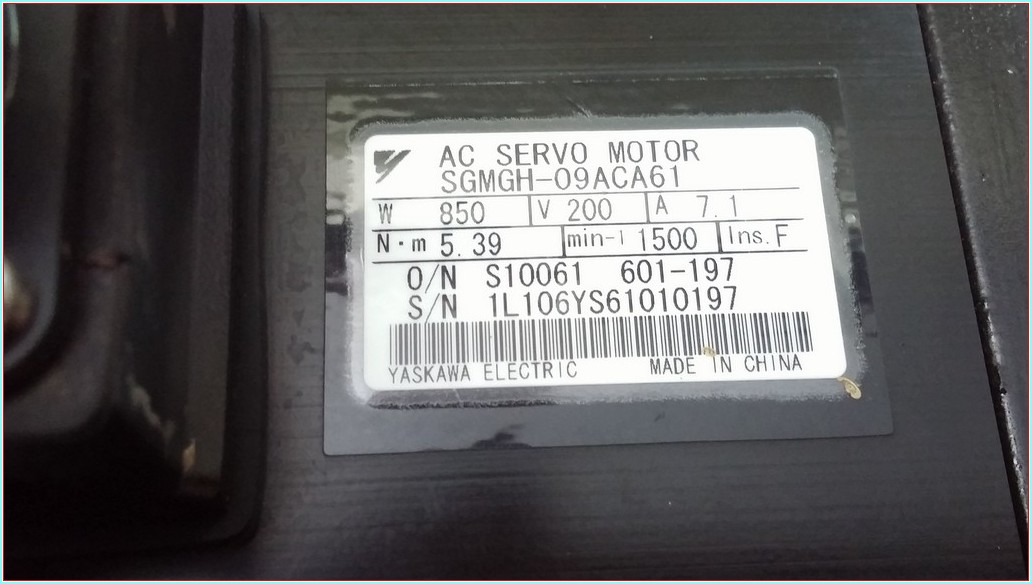 AC SERVO MOTOR
SGMGH-09ACA61
W 850 V 200 A 7.1
N·m 5.39 min-1 1500 Ins. F
O/N S10061 601-197
S/N 1L106YS61010197
YASKAWA ELECTRIC MADE IN CHINA